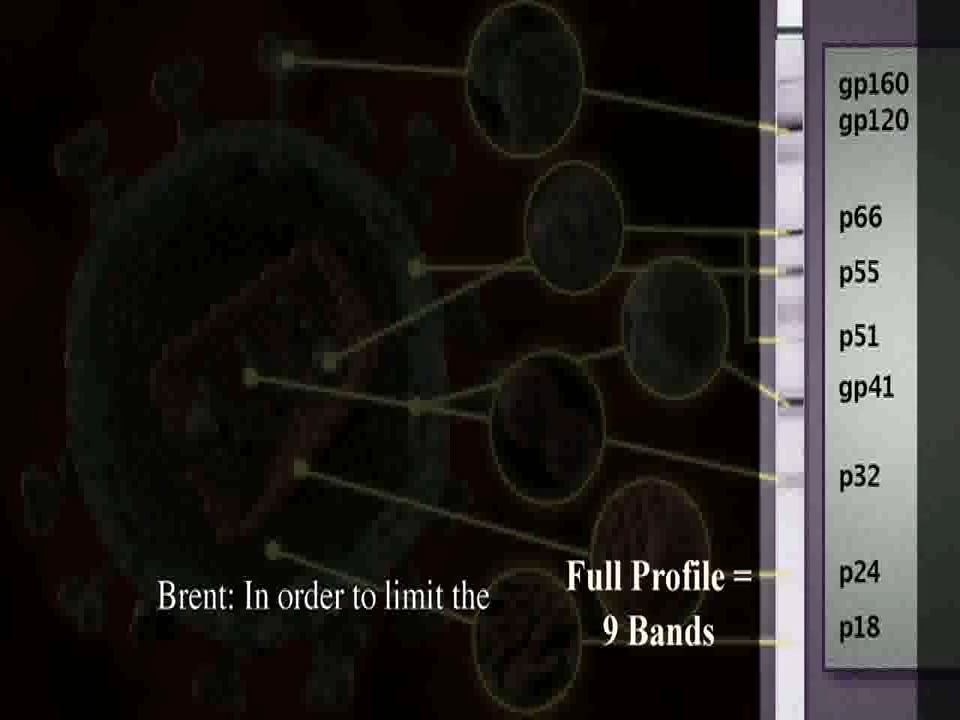 gp160
gp120
p66
p55
p51
gp41
p32
p24
p18
Full Profile =
9 Bands
Brent: In order to limit the